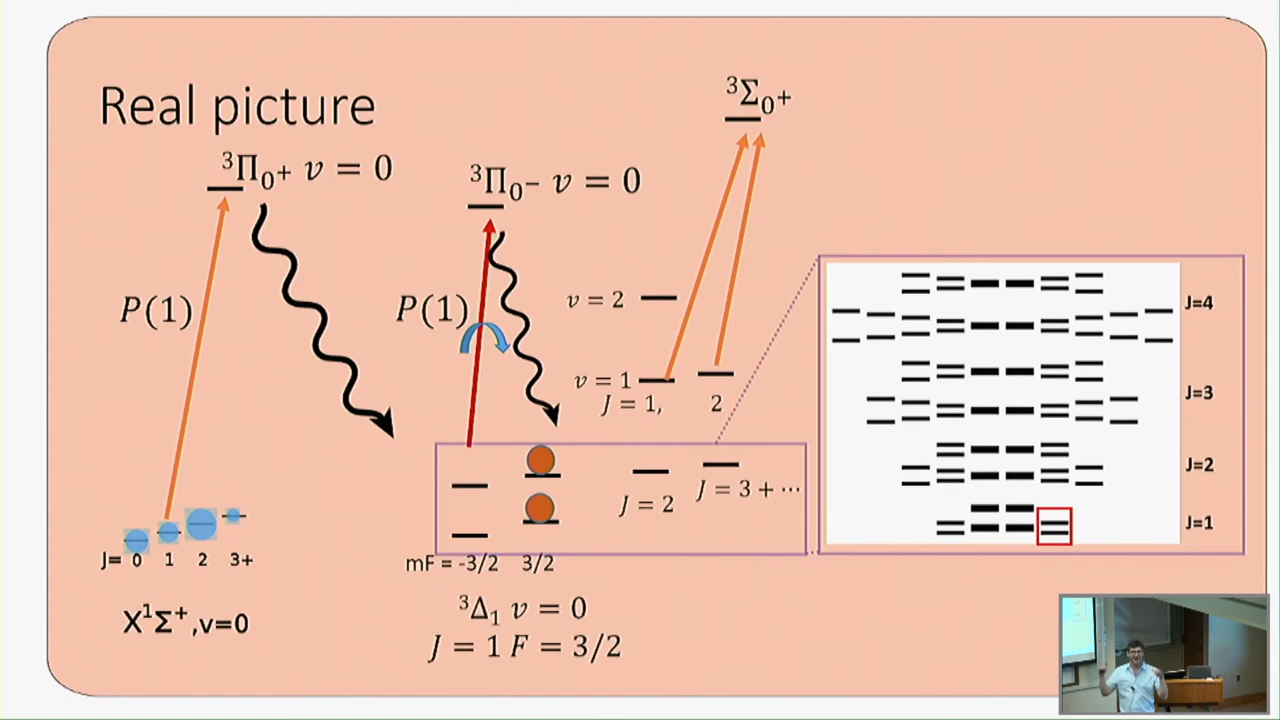 Real picture
³Π₀⁺ v = 0
³Π₀⁻ v = 0
³Σ₀⁺
P(1)
P(1)
v = 2
v = 1
J = 1, 2
J = 2
J = 3 + ⋯
J= 0 1 2 3+
X¹Σ⁺,v=0
mF = -3/2 3/2
³Δ₁ v = 0
J = 1 F = 3/2
J=4
J=3
J=2
J=1